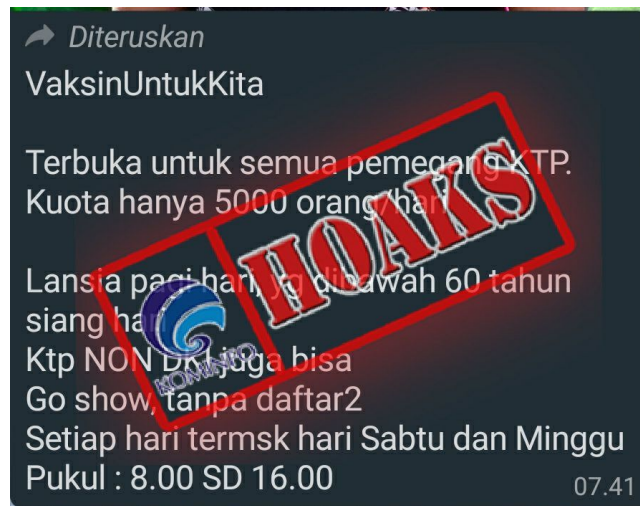 Diteruskan
VaksinUntukKita
Terbuka untuk semua pemegang KTP.
Kuota hanya 5000 orang/hari
HOAKS
Lansia pagi hari, yg dibawah 60 tahun
siang hari
KOMINFO
Ktp NON DKI juga bisa
Go show, tanpa daftar2
Setiap hari termsk hari Sabtu dan Minggu
Pukul : 8.00 SD 16.00
07.41